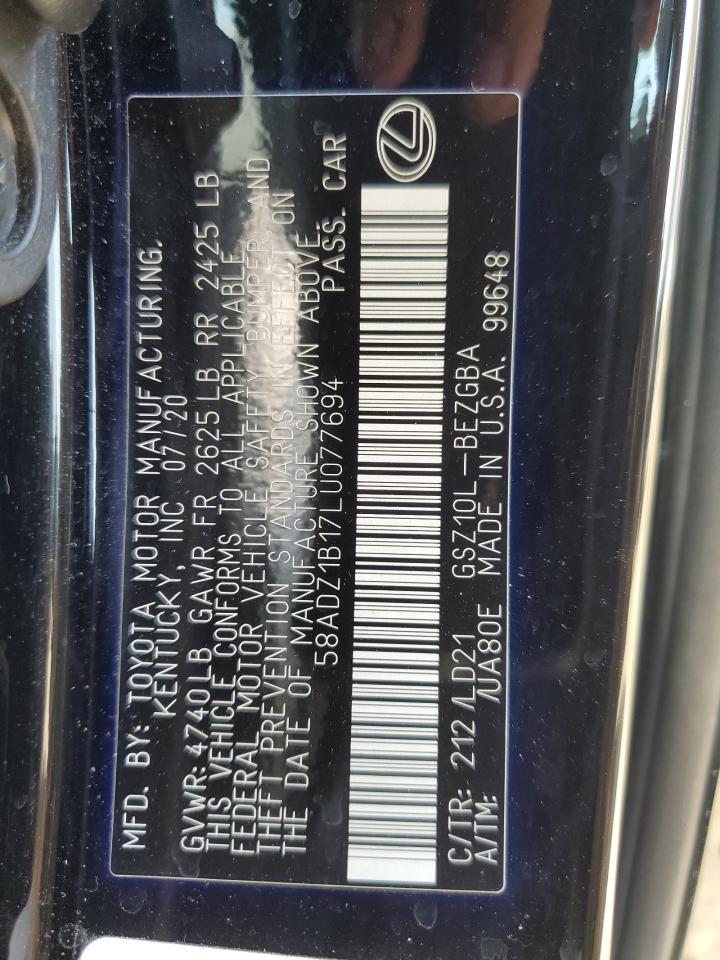 MFD. BY: TOYOTA MOTOR MANUFACTURING,
KENTUCKY, INC 07/20
GVWR: 4740LB GAWR FR 2625 LB RR 2425 LB
THIS VEHICLE CONFORMS TO ALL APPLICABLE
FEDERAL MOTOR VEHICLE SAFETY BUMPER, AND
THEFT PREVENTION STANDARDS IN EFFECT ON
THE DATE OF MANUFACTURE SHOWN ABOVE.
58ADZ1B17LU077694 PASS. CAR
C/TR: 212 /LD21 GSZ10L-BEZGBA
A/TM: /UA80E MADE IN U.S.A. 99648